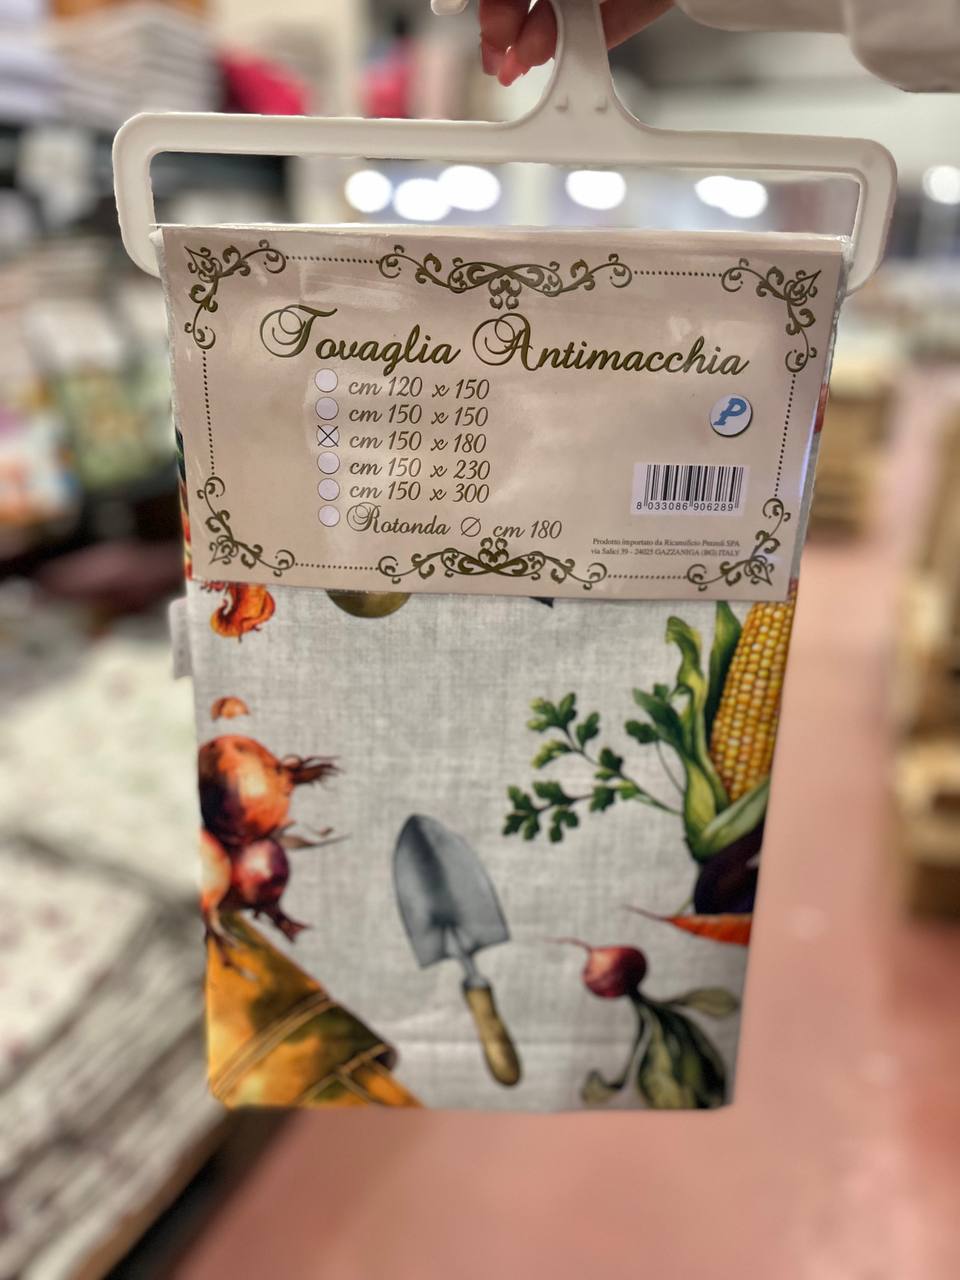 Tovaglia Antimacchia
cm 120 x 150
cm 150 x 150
cm 150 x 180
cm 150 x 230
cm 150 x 300
Rotonda Ø cm 180
P
8 033086 906289
Prodotto importato da Ricamificio Pezzoli SPA
via Salici 39 - 24025 GAZZANIGA (BG) ITALY